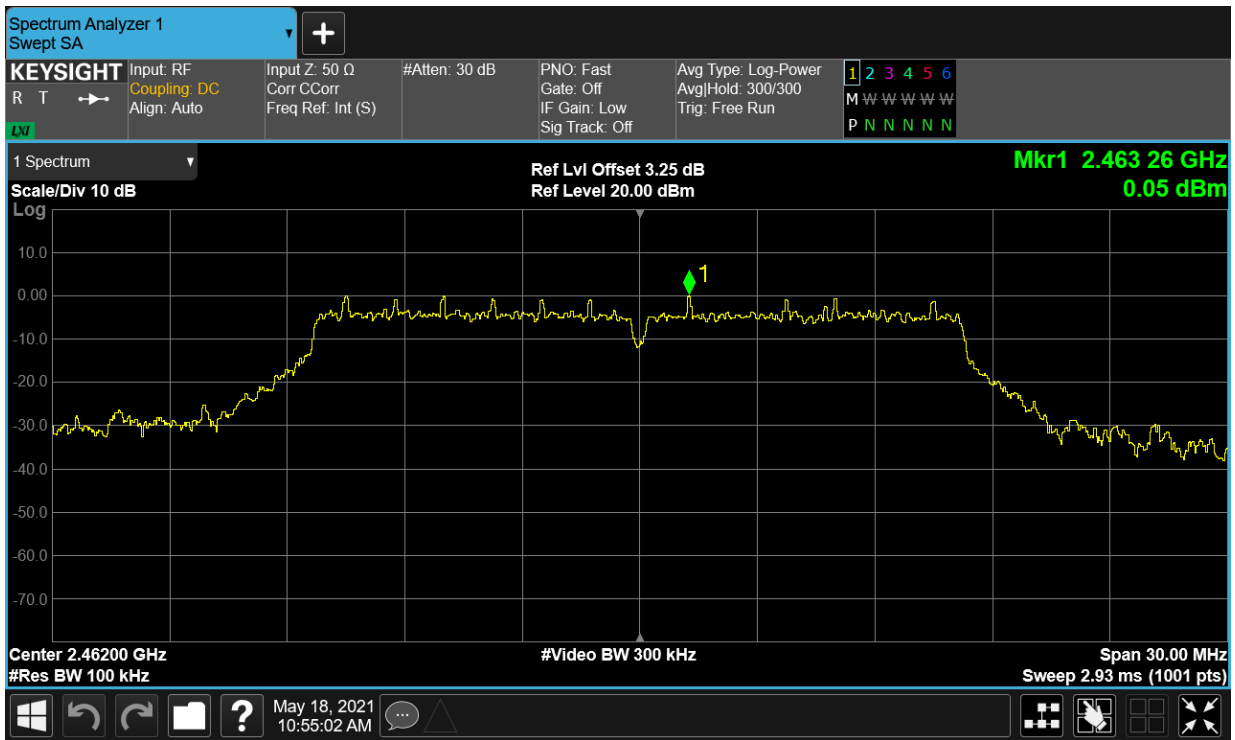 Spectrum Analyzer 1
Swept SA
▼
+
KEYSIGHT
R T
LXI
Input: RF
Coupling: DC
Align: Auto
Input Z: 50 Ω
Corr CCorr
Freq Ref: Int (S)
#Atten: 30 dB
PNO: Fast
Gate: Off
IF Gain: Low
Sig Track: Off
Avg Type: Log-Power
Avg|Hold: 300/300
Trig: Free Run
1 2 3 4 5 6
M W W W W W
P N N N N N
1 Spectrum
▼
Scale/Div 10 dB
Log
Ref Lvl Offset 3.25 dB
Ref Level 20.00 dBm
Mkr1 2.463 26 GHz
0.05 dBm
10.0
0.00
-10.0
-20.0
-30.0
-40.0
-50.0
-60.0
-70.0
1
Center 2.46200 GHz
#Res BW 100 kHz
#Video BW 300 kHz
Span 30.00 MHz
Sweep 2.93 ms (1001 pts)
?
May 18, 2021
10:55:02 AM
...